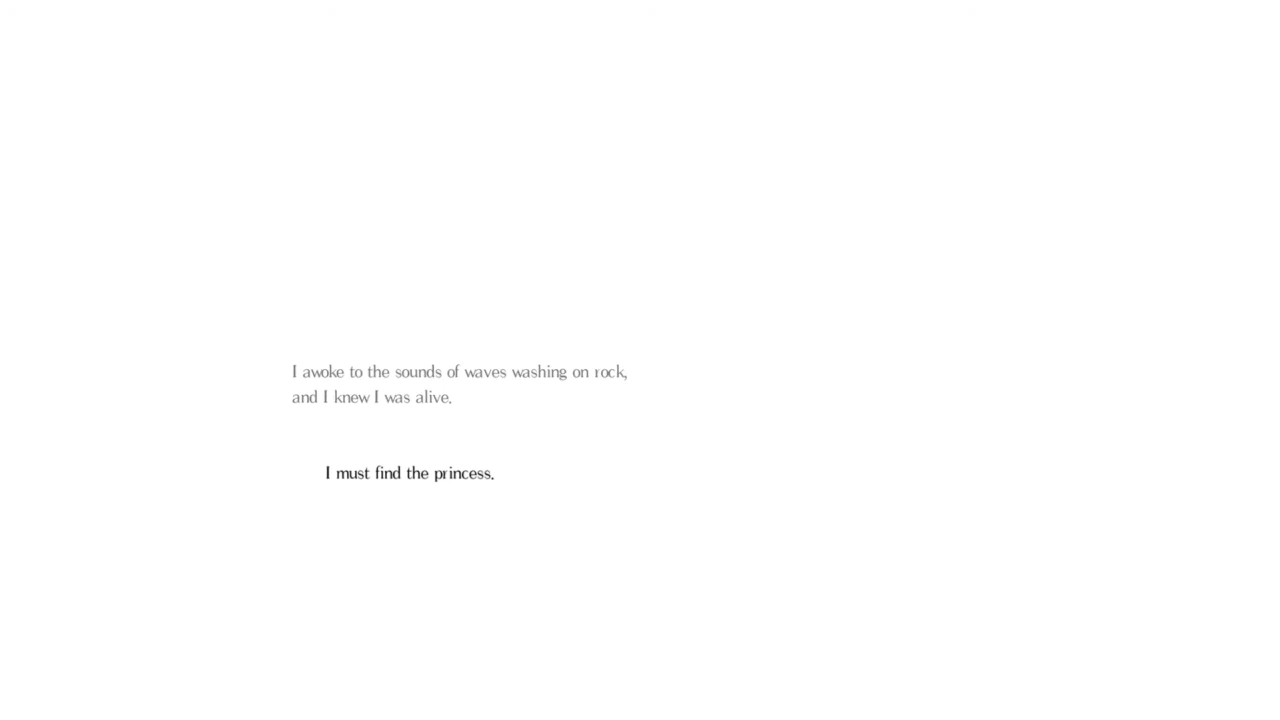 I awoke to the sounds of waves washing on rock,
and I knew I was alive.
I must find the princess.